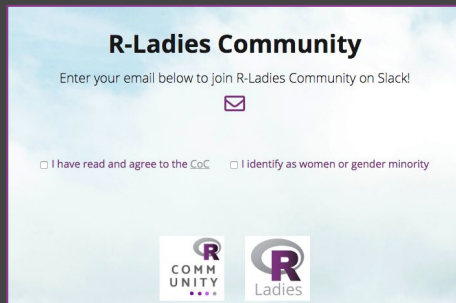 R-Ladies Community
Enter your email below to join R-Ladies Community on Slack!
I have read and agree to the CoC I identify as women or gender minority
R
COMM
UNITY
R
Ladies